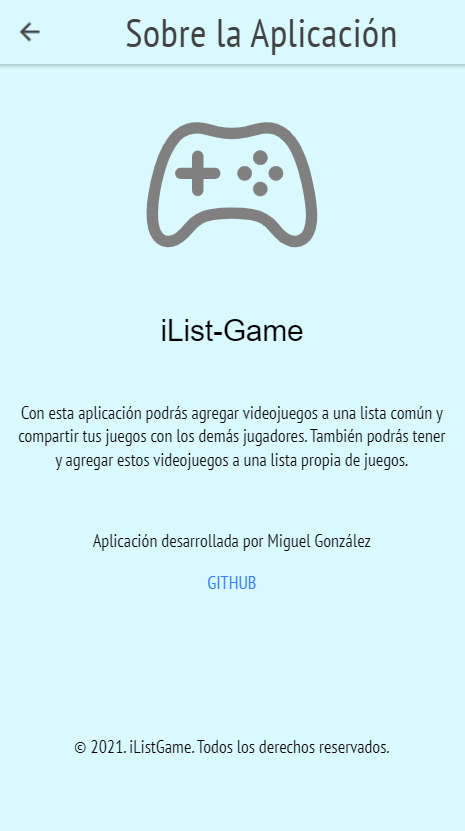 Sobre la Aplicación
iList-Game
Con esta aplicación podrás agregar videojuegos a una lista común y
compartir tus juegos con los demás jugadores. También podrás tener
y agregar estos videojuegos a una lista propia de juegos.
Aplicación desarrollada por Miguel González
GITHUB
© 2021. iListGame. Todos los derechos reservados.